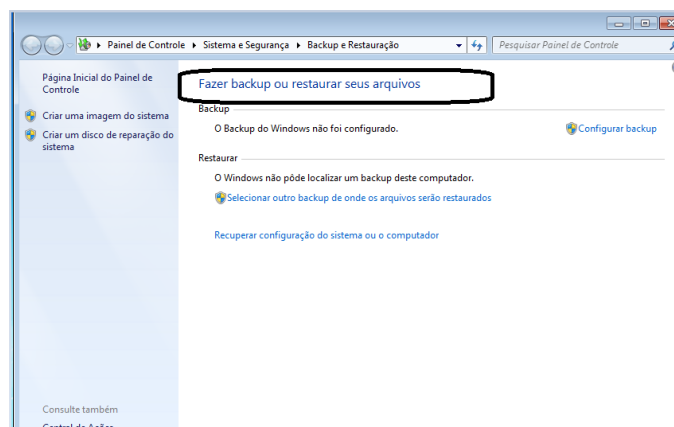 Painel de Controle ▸ Sistema e Segurança ▸ Backup e Restauração
Pesquisar Painel de Controle
Página Inicial do Painel de
Controle
Criar uma imagem do sistema
Criar um disco de reparação do
sistema
Fazer backup ou restaurar seus arquivos
Backup
O Backup do Windows não foi configurado.
Configurar backup
Restaurar
O Windows não pôde localizar um backup deste computador.
Selecionar outro backup de onde os arquivos serão restaurados
Recuperar configuração do sistema ou o computador
Consulte também
Central de Ações